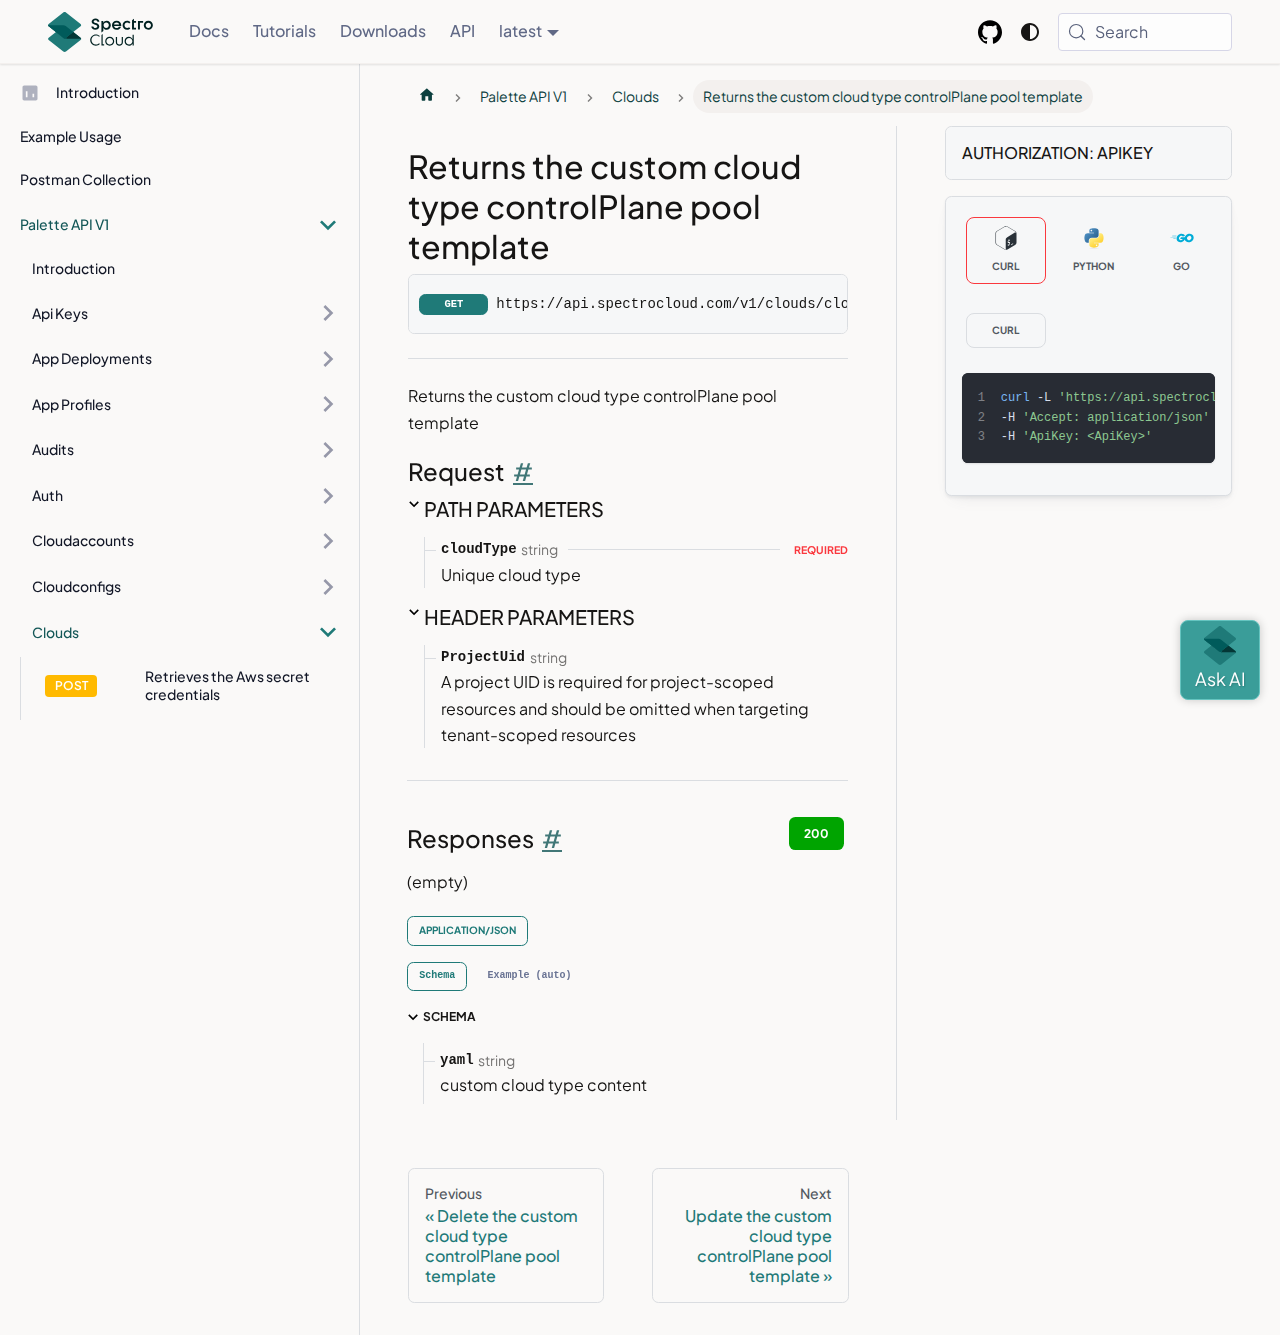 Spectro
Cloud
Docs
Tutorials
Downloads
API
latest
Search
Introduction
Example Usage
Postman Collection
Palette API V1
Introduction
Api Keys
App Deployments
App Profiles
Audits
Auth
Cloudaccounts
Cloudconfigs
Clouds
POST
Retrieves the Aws secret
credentials
Palette API V1
Clouds
Returns the custom cloud type controlPlane pool template
Returns the custom cloud
type controlPlane pool
template
GET https://api.spectrocloud.com/v1/clouds/clo
Returns the custom cloud type controlPlane pool
template
Request #
PATH PARAMETERS
cloudType string REQUIRED
Unique cloud type
HEADER PARAMETERS
ProjectUid string
A project UID is required for project-scoped
resources and should be omitted when targeting
tenant-scoped resources
Responses #
200
(empty)
APPLICATION/JSON
Schema Example (auto)
SCHEMA
yaml string
custom cloud type content
Previous
« Delete the custom
cloud type
controlPlane pool
template
Next
Update the custom
cloud type
controlPlane pool
template »
AUTHORIZATION: APIKEY
CURL
PYTHON
GO
GO
CURL
1 curl -L 'https://api.spectrocl
2 -H 'Accept: application/json'
3 -H 'ApiKey: <ApiKey>'
Ask AI